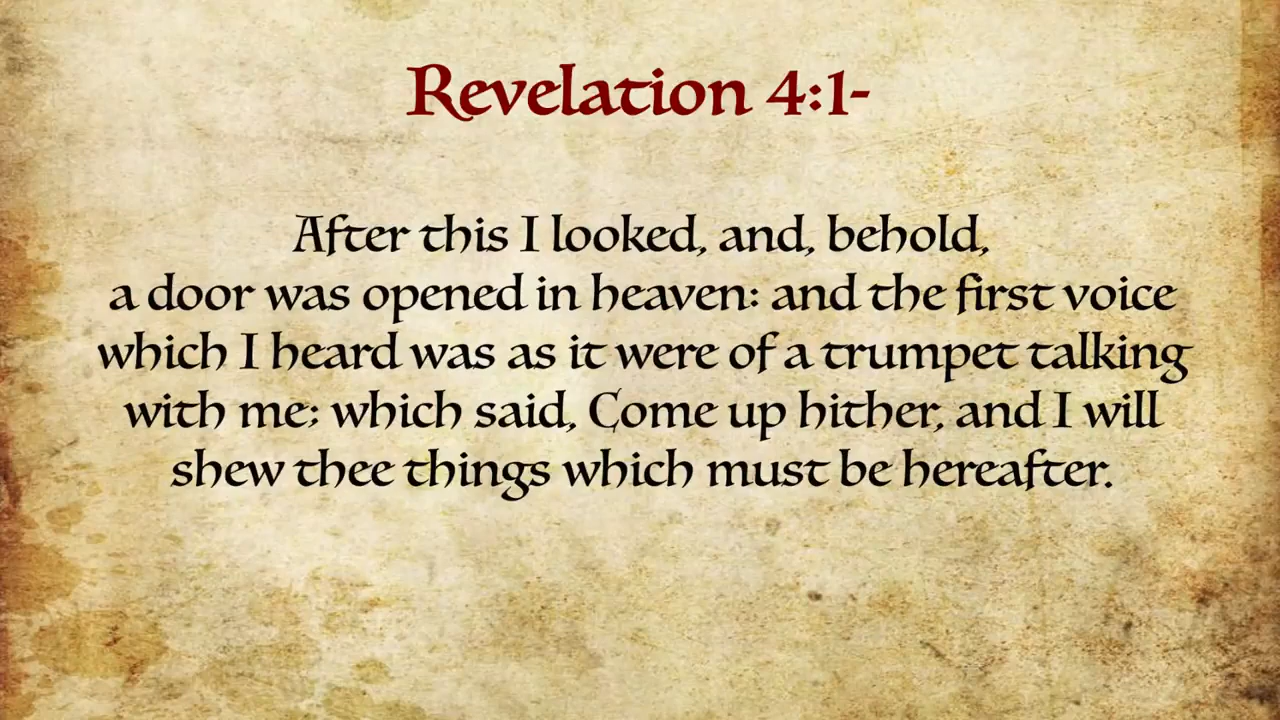 Revelation 4:1-
After this I looked, and, behold,
a door was opened in heaven: and the first voice
which I heard was as it were of a trumpet talking
with me; which said, Come up hither, and I will
shew thee things which must be hereafter.